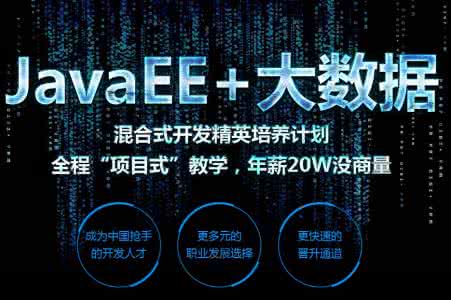 JavaEE+大数据
混合式开发精英培养计划
全程“项目式”教学，年薪20W没商量
成为中国抢手
的开发人才
更多元的
职业发展选择
更快速的
晋升通道